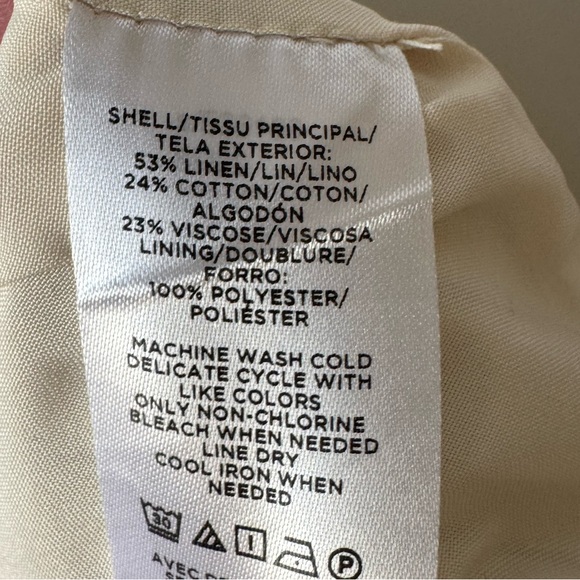 SHELL/TISSU PRINCIPAL/
TELA EXTERIOR:
53% LINEN/LIN/LINO
24% COTTON/COTON/
ALGODÓN
23% VISCOSE/VISCOSA
LINING/DOUBLURE/
FORRO:
100% POLYESTER/
POLIÉSTER
MACHINE WASH COLD
DELICATE CYCLE WITH
LIKE COLORS
ONLY NON-CHLORINE
BLEACH WHEN NEEDED
LINE DRY
COOL IRON WHEN
NEEDED
30 P
AVEC